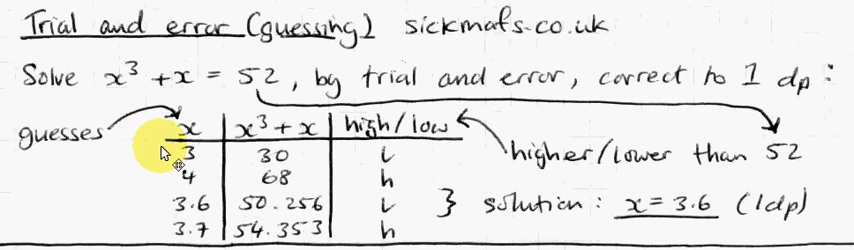 Trial and error (guessing) sickmafs.co.uk
Solve x³ + x = 52, by trial and error, correct to 1 dp :
guesses x x³ + x high/low
3 30 L higher/lower than 52
4 68 h
3.6 50.256 L } solution : x = 3.6 (1dp)
3.7 54.353 h